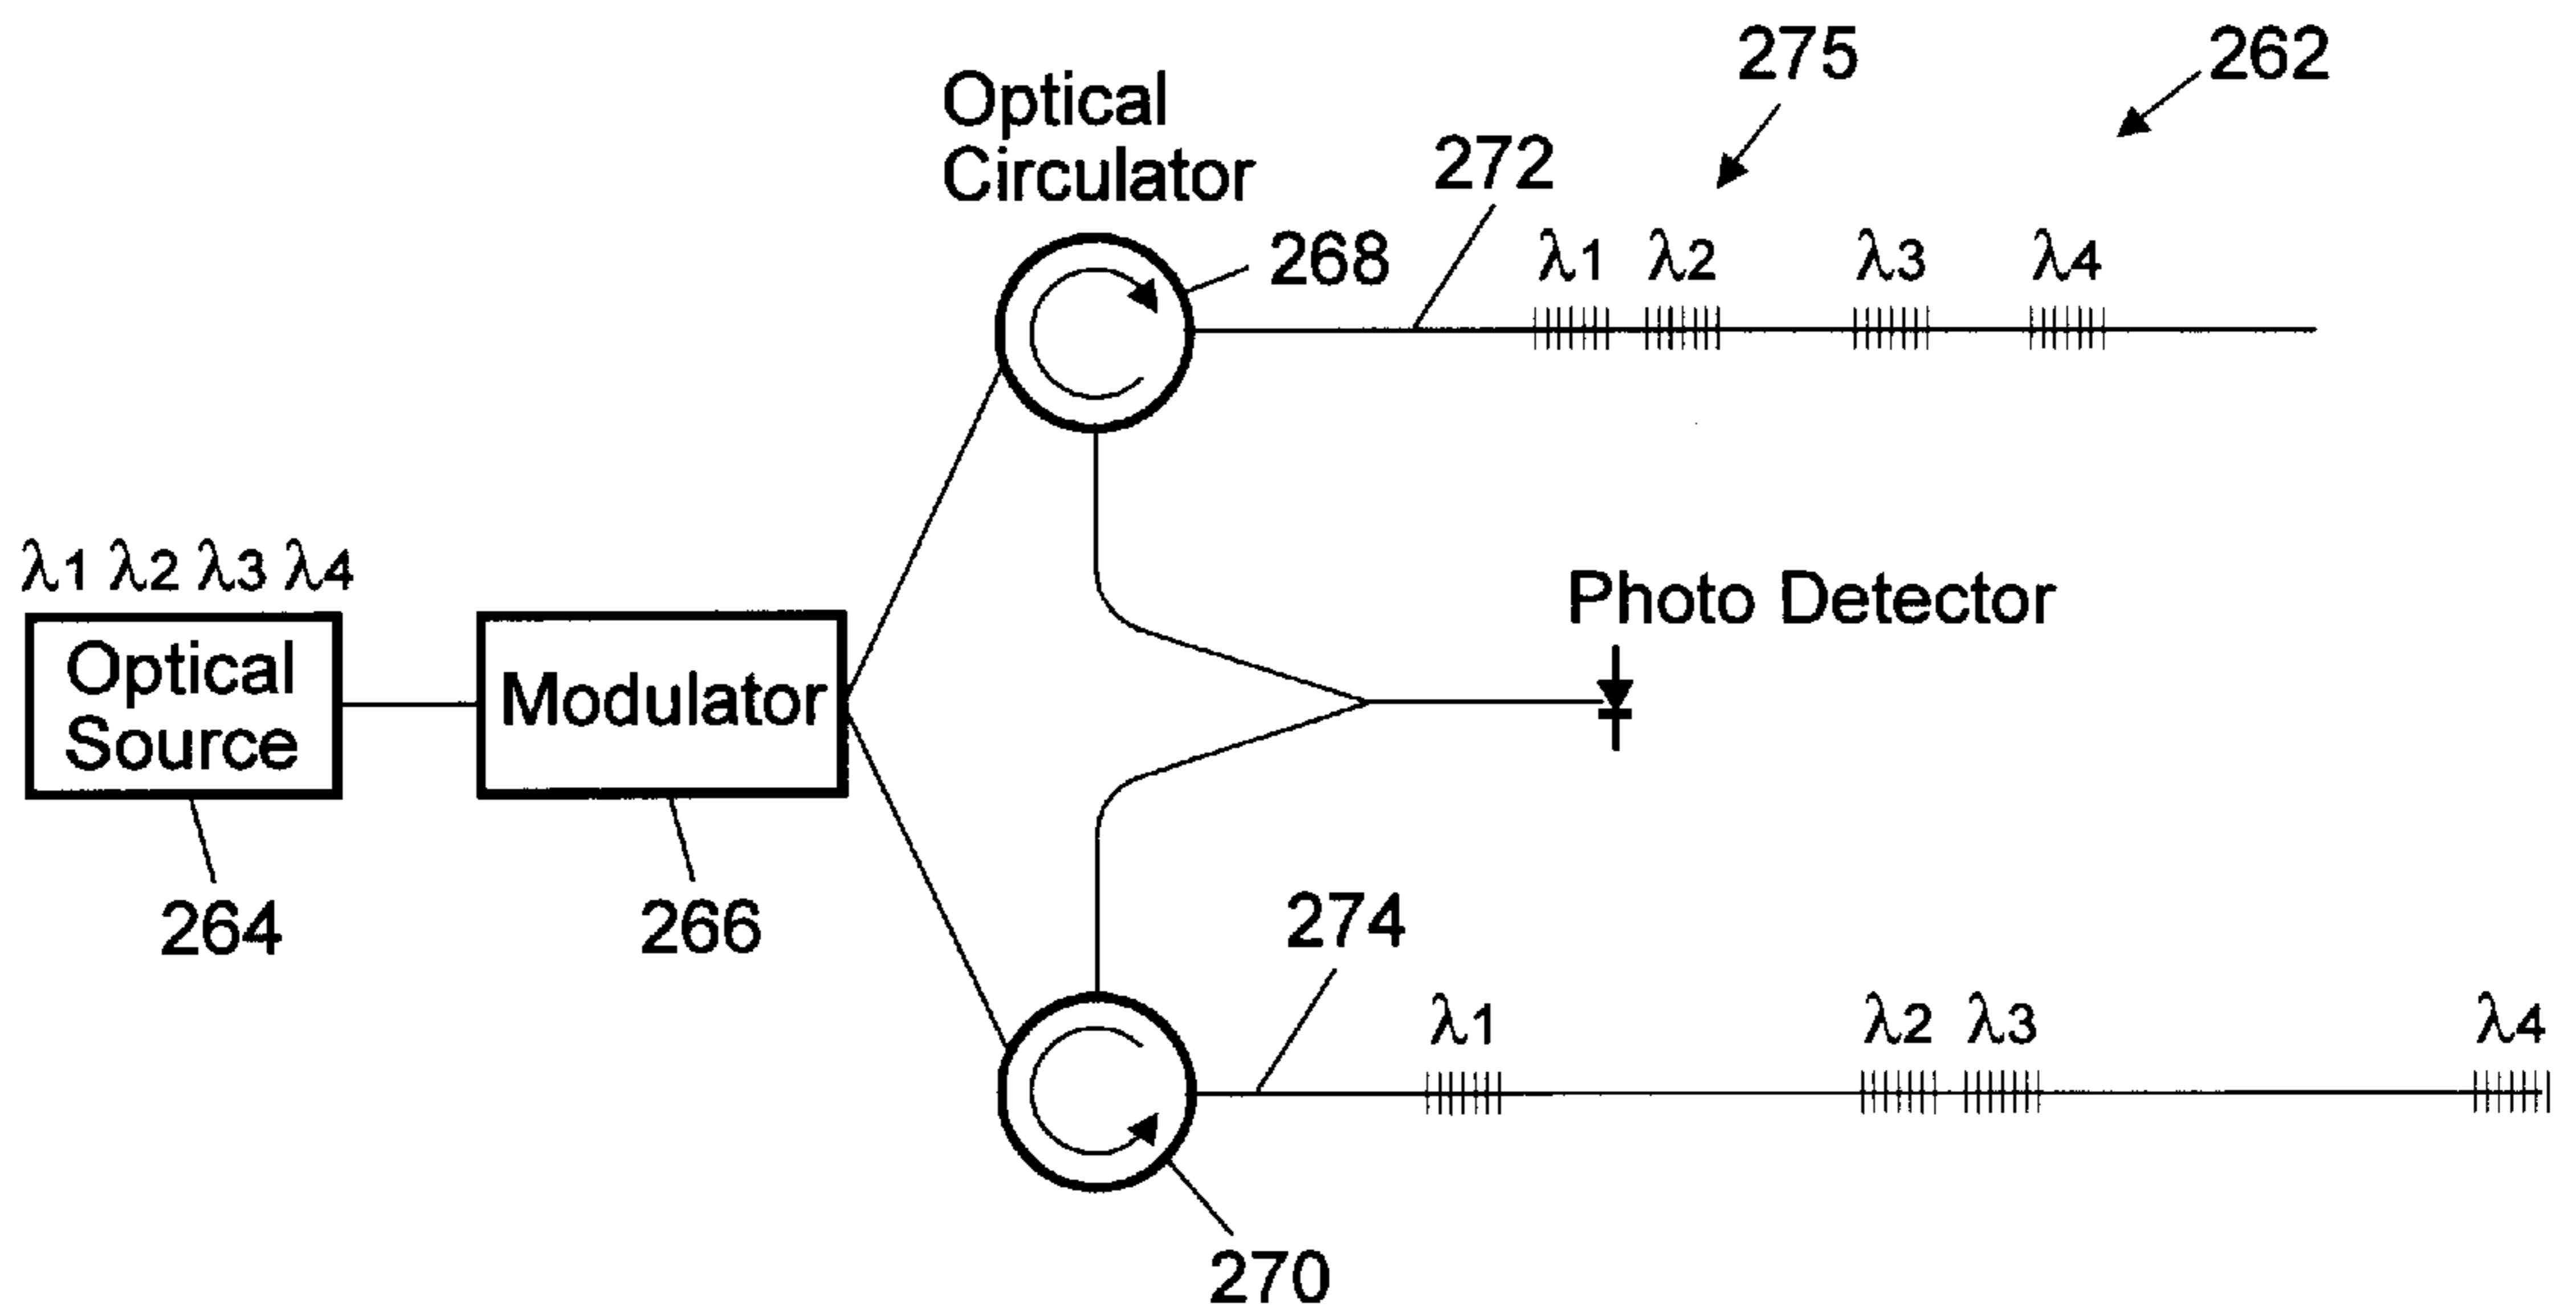 275
262
Optical
Circulator
272
268
λ1 λ2 λ3 λ4
λ1 λ2 λ3 λ4
Optical
Source
Modulator
Photo Detector
264
266
274
λ1 λ2 λ3 λ4
270